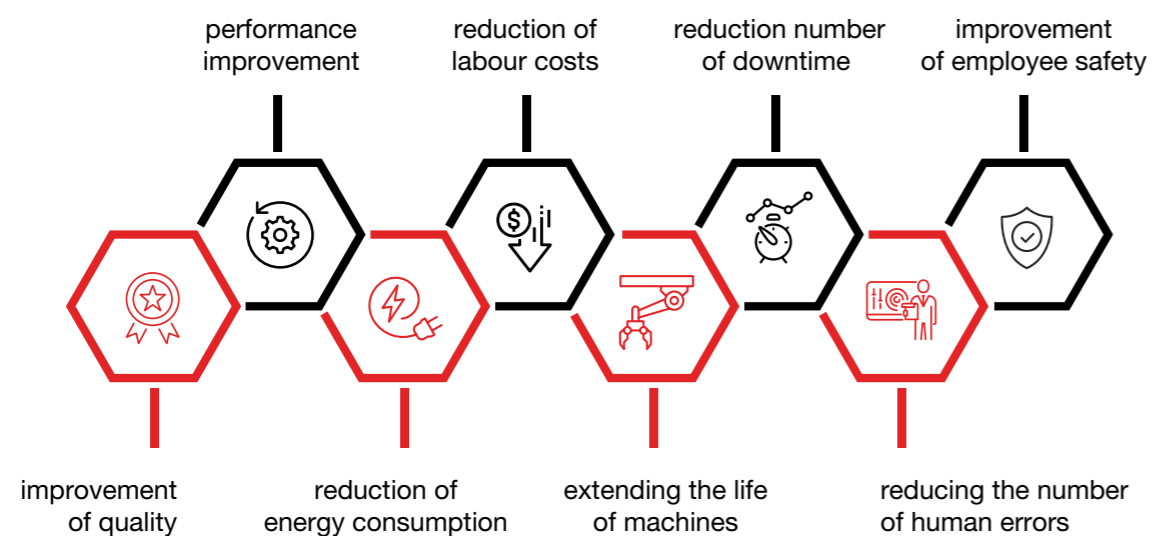 performance
improvement
reduction of
labour costs
reduction number
of downtime
improvement
of employee safety
$
improvement
of quality
reduction of
energy consumption
extending the life
of machines
reducing the number
of human errors